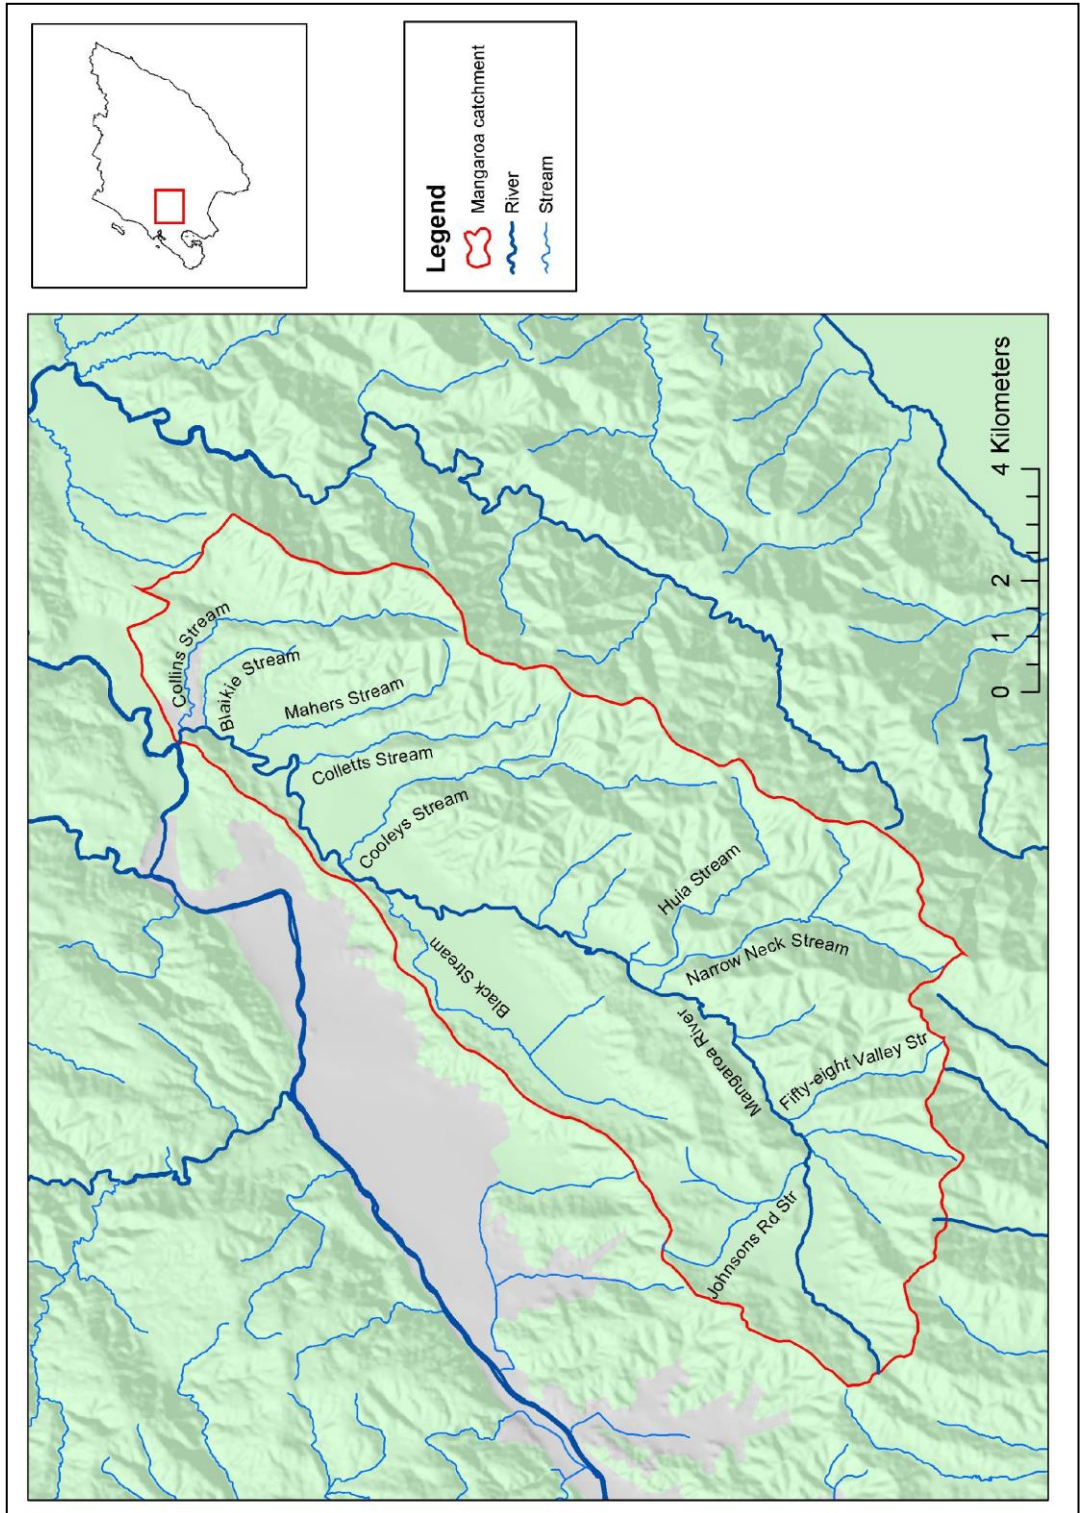 Legend
Mangaroa catchment
River
Stream
Collins Stream
Blaikie Stream
Mahers Stream
Colletts Stream
Cooleys Stream
Black Stream
Huia Stream
Narrow Neck Stream
Mangaroa River
Fifty-eight Valley Str
Johnsons Rd Str
0 1 2 4 Kilometers